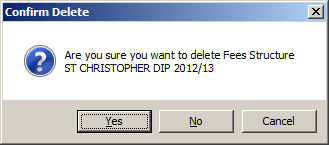 Confirm Delete
Are you sure you want to delete Fees Structure
ST CHRISTOPHER DIP 2012/13
Yes
No
Cancel